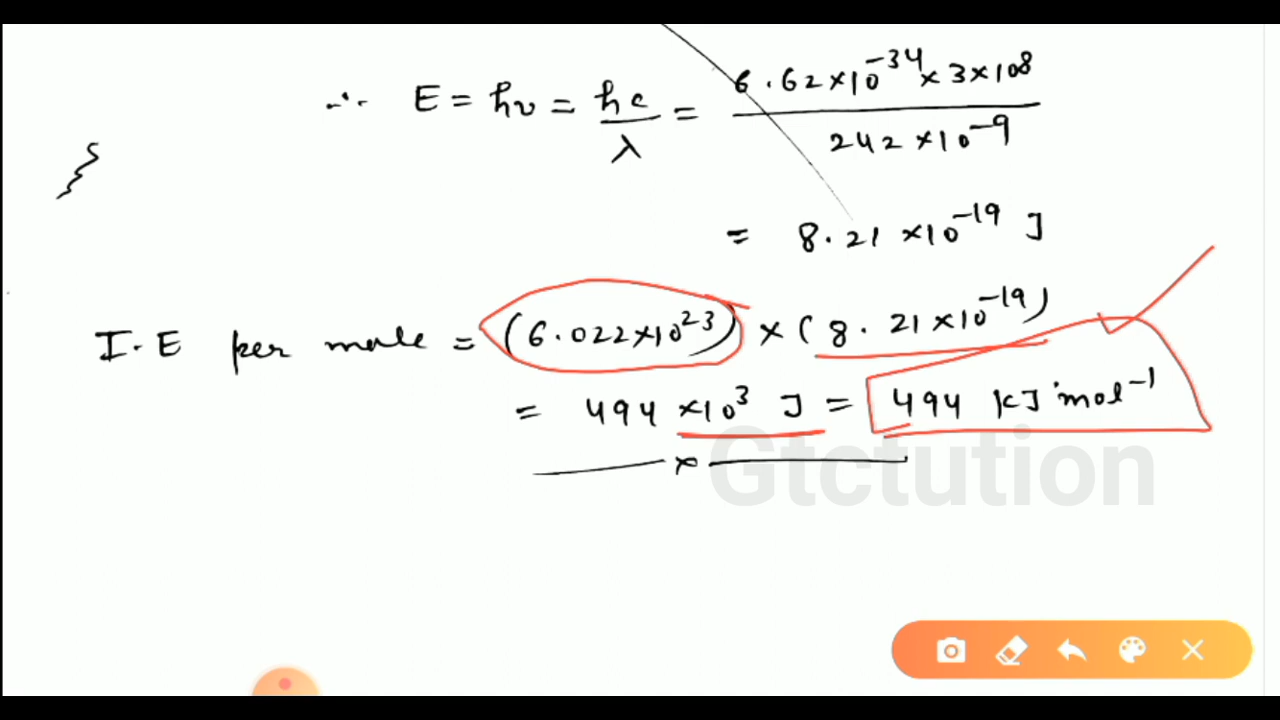 ∴ E = hν = hc/λ = 6.62×10⁻³⁴ × 3×10⁸ / 242 ×10⁻⁹
= 8.21 ×10⁻¹⁹ J
I.E per mole = (6.022×10²³) × (8.21×10⁻¹⁹)
= 494 ×10³ J = 494 kJ mol⁻¹
Gtctution